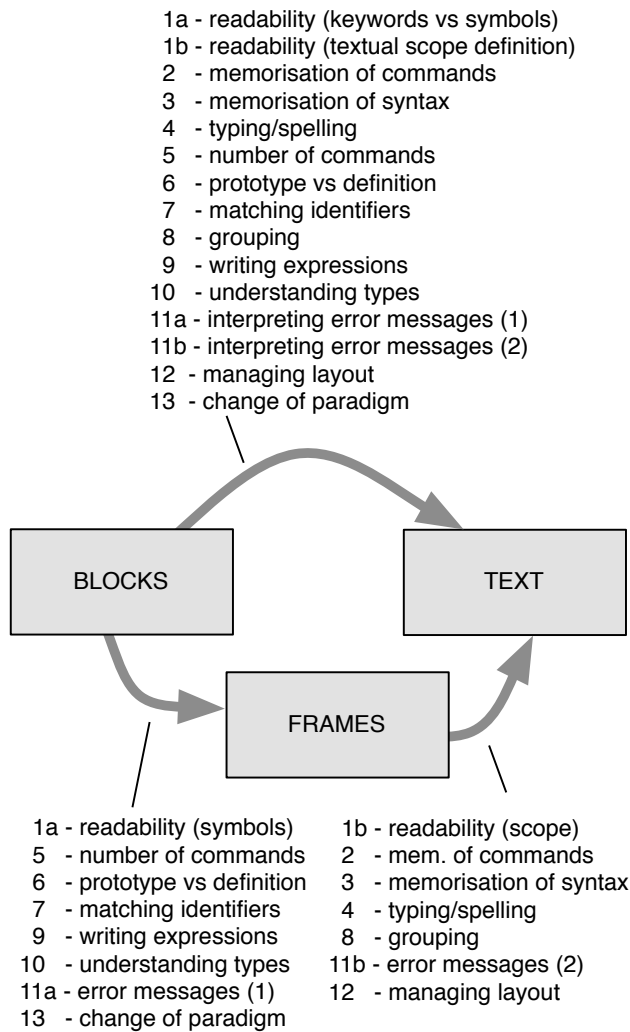 1a - readability (keywords vs symbols)
1b - readability (textual scope definition)
2 - memorisation of commands
3 - memorisation of syntax
4 - typing/spelling
5 - number of commands
6 - prototype vs definition
7 - matching identifiers
8 - grouping
9 - writing expressions
10 - understanding types
11a - interpreting error messages (1)
11b - interpreting error messages (2)
12 - managing layout
13 - change of paradigm
BLOCKS
TEXT
FRAMES
1a - readability (symbols)
5 - number of commands
6 - prototype vs definition
7 - matching identifiers
9 - writing expressions
10 - understanding types
11a - error messages (1)
13 - change of paradigm
1b - readability (scope)
2 - mem. of commands
3 - memorisation of syntax
4 - typing/spelling
8 - grouping
11b - error messages (2)
12 - managing layout